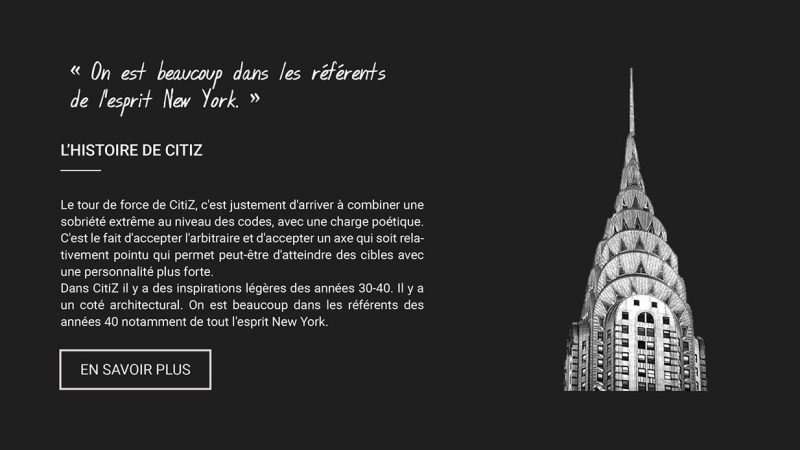 « On est beaucoup dans les référents
de l'esprit New York. »
L'HISTOIRE DE CITIZ
Le tour de force de CitiZ, c'est justement d'arriver à combiner une
sobriété extrême au niveau des codes, avec une charge poétique.
C'est le fait d'accepter l'arbitraire et d'accepter un axe qui soit rela-
tivement pointu qui permet peut-être d'atteindre des cibles avec
une personnalité plus forte.
Dans CitiZ il y a des inspirations légères des années 30-40. Il y a
un coté architectural. On est beaucoup dans les référents des
années 40 notamment de tout l'esprit New York.
EN SAVOIR PLUS